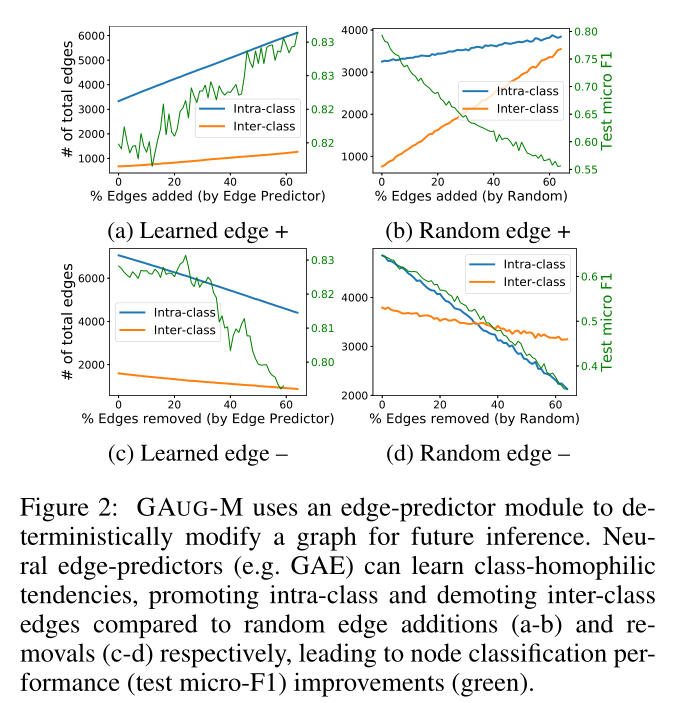 6000
5000
4000
3000
2000
1000
# of total edges
0.83
0.83
0.82
0.82
Intra-class
Inter-class
0 20 40 60
% Edges added (by Edge Predictor)
(a) Learned edge +
4000
3000
2000
1000
0.80
0.75
0.70
0.65
0.60
0.55
Test micro F1
Intra-class
Inter-class
0 20 40 60
% Edges added (by Random)
(b) Random edge +
6000
4000
2000
# of total edges
0.83
0.82
0.81
0.80
Intra-class
Inter-class
0 20 40 60
% Edges removed (by Edge Predictor)
(c) Learned edge –
4000
3000
2000
0.6
0.5
0.4
Test micro F1
Intra-class
Inter-class
0 20 40 60
% Edges removed (by Random)
(d) Random edge –
Figure 2: GAUG-M uses an edge-predictor module to de-
terministically modify a graph for future inference. Neu-
ral edge-predictors (e.g. GAE) can learn class-homophilic
tendencies, promoting intra-class and demoting inter-class
edges compared to random edge additions (a-b) and re-
movals (c-d) respectively, leading to node classification per-
formance (test micro-F1) improvements (green).